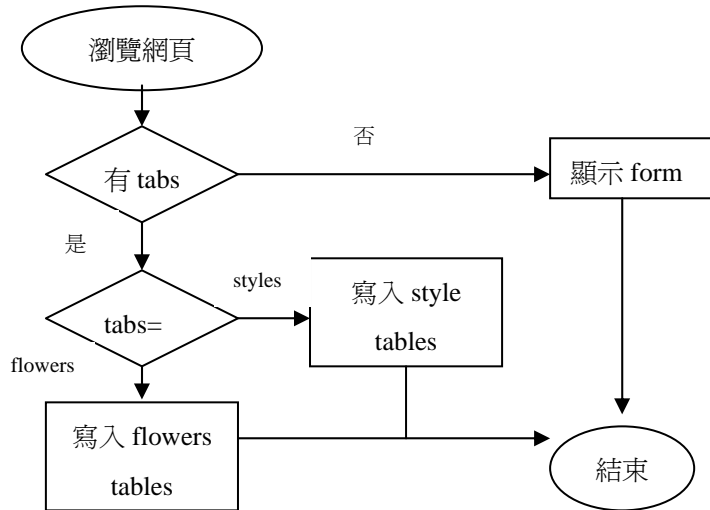 瀏覽網頁
否
有 tabs
顯示 form
是
styles
寫入 style
tables
tabs=
flowers
寫入 flowers
tables
結束